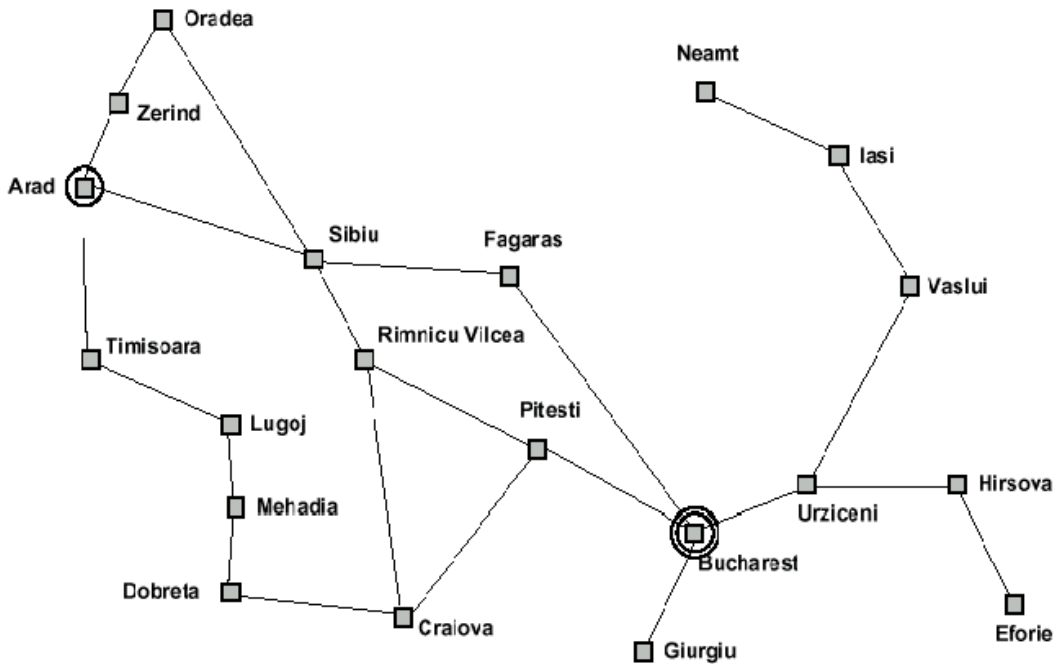 Oradea
Neamt
Zerind
Iasi
Arad
Sibiu
Fagaras
Vaslui
Rimnicu Vilcea
Timisoara
Pitesti
Lugoj
Hirsova
Mehadia
Urziceni
Bucharest
Dobreta
Craiova
Eforie
Giurgiu